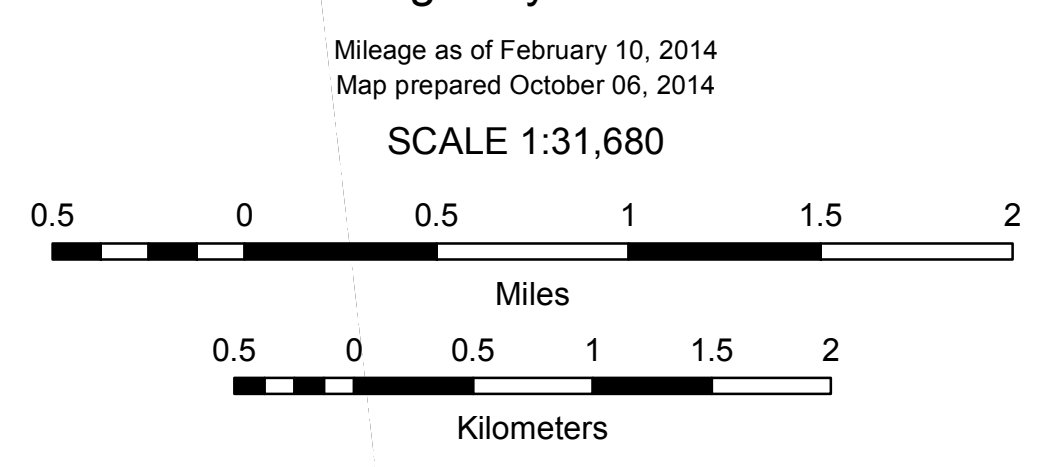 Mileage as of February 10, 2014
Map prepared October 06, 2014
SCALE 1:31,680
0.5 0 0.5 1 1.5 2
Miles
0.5 0 0.5 1 1.5 2
Kilometers